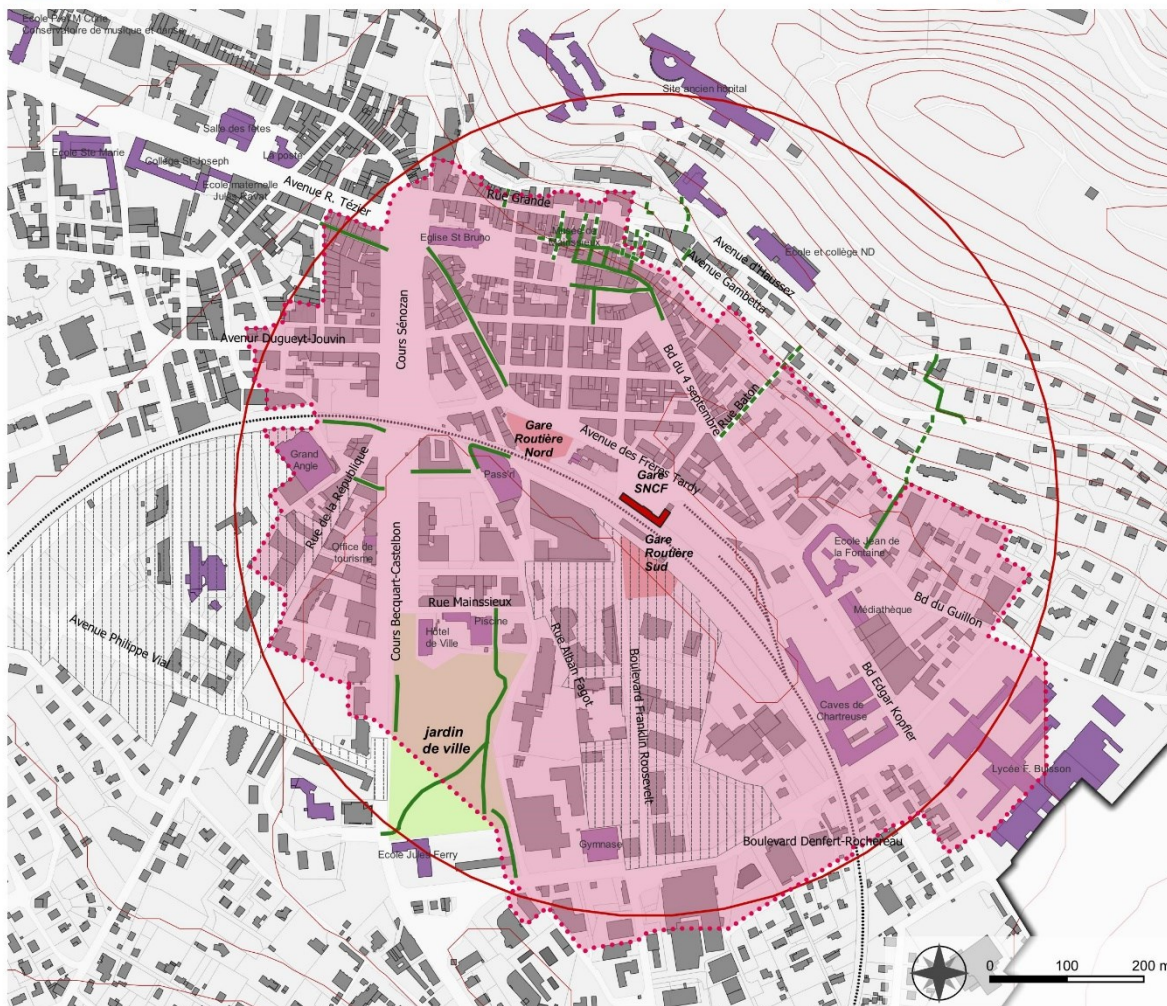 Ecole P. et M Curie
Conservatoire de musique et danse
Site ancien hôpital
Salle des fêtes
La poste
Ecole Ste Marie
Collège St-Joseph
Ecole maternelle
Jules Ravat
Avenue R. Tézier
Rue Grande
Eglise St Bruno
Musée de
Mainssieux
Ecole et collège ND
Avenue d'Haussez
Avenue Gambetta
Avenur Dugueyt-Jouvin
Cours Sénozan
Bd du 4 septembre
Rue Baton
Gare
Routière
Nord
Avenue des Frères Tardy
Grand
Angle
Rue de la République
Pass'n
Gare
SNCF
Gare
Routière
Sud
Office de
tourisme
Ecole Jean de
la Fontaine
Médiathèque
Bd du Guillon
Avenue Philippe Vial
Cours Becquart-Castelbon
Rue Mainssieux
Piscine
Hôtel
de Ville
Rue Alban Fagot
Boulevard Franklin Roosevelt
Bd Edgar Kopfler
Caves de
Chartreuse
jardin
de ville
Lycée F. Buisson
Gymnase
Boulevard Denfert-Rochereau
Ecole Jules Ferry
0 100 200 m